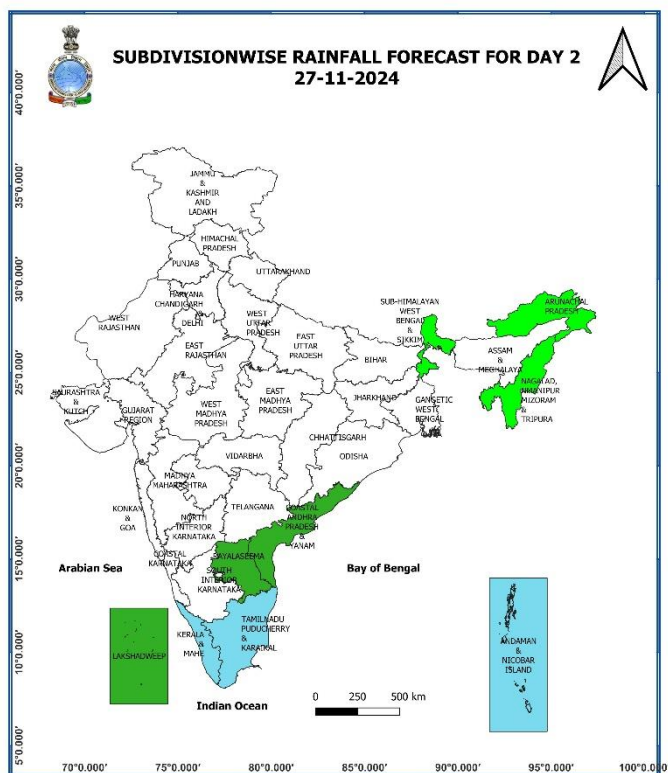 SUBDIVISIONWISE RAINFALL FORECAST FOR DAY 2
27-11-2024
40°0.000'
35°0.000'
30°0.000'
25°0.000'
20°0.000'
15°0.000'
10°0.000'
5°0.000'
JAMMU
&
KASHMIR
AND
LADAKH
HIMACHAL
PRADESH
PUNJAB
UTTARAKHAND
HARYANA
CHANDIGARH
&
DELHI
WEST
RAJASTHAN
WEST
UTTAR
PRADESH
EAST
UTTAR
PRADESH
EAST
RAJASTHAN
SUB-HIMALAYAN
WEST
BENGAL
&
SIKKIM
ARUNACHAL
PRADESH
ASSAM
&
MEGHALAYA
NAGALAD,
MNANIPUR
MIZORAM
&
TRIPURA
BIHAR
JHARKHAND
GANGETIC
WEST
BENGAL
SAURASHTRA
&
KUTCH
GUJARAT
REGION
WEST
MADHYA
PRADESH
EAST
MADHYA
PRADESH
CHHATTISGARH
ODISHA
VIDARBHA
MADHYA
MAHARASHTRA
KONKAN
&
GOA
TELANGANA
NORTH
INTERIOR
KARNATAKA
COASTAL
ANDHRA
PRADESH
&
YANAM
RAYALASEEMA
COASTAL
KARNATAKA
SOUTH
INTERIOR
KARNATAKA
Arabian Sea
Bay of Bengal
TAMILNADU
PUDUCHERRY
&
KARAIKAL
KERALA
&
MAHE
LAKSHADWEEP
ANDAMAN
&
NICOBAR
ISLAND
Indian Ocean
0 250 500 km
70°0.000' 75°0.000' 80°0.000' 85°0.000' 90°0.000' 95°0.000' 100°0.000'